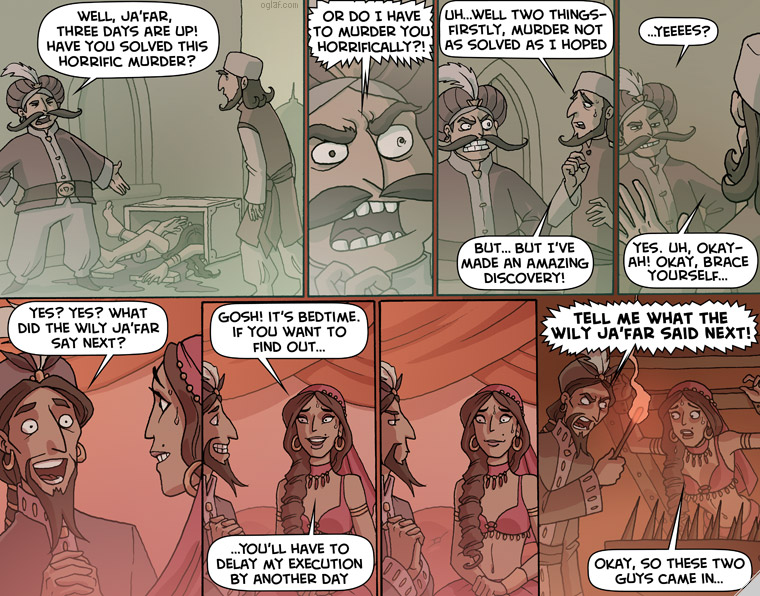 oglaf.com
WELL, JA'FAR,
THREE DAYS ARE UP!
HAVE YOU SOLVED THIS
HORRIFIC MURDER?
OR DO I HAVE
TO MURDER YOU
HORRIFICALLY?!
UH...WELL TWO THINGS-
FIRSTLY, MURDER NOT
AS SOLVED AS I HOPED
BUT... BUT I'VE
MADE AN AMAZING
DISCOVERY!
...YEEEES?
YES. UH, OKAY-
AH! OKAY, BRACE
YOURSELF...
YES? YES? WHAT
DID THE WILY JA'FAR
SAY NEXT?
GOSH! IT'S BEDTIME.
IF YOU WANT TO
FIND OUT...
...YOU'LL HAVE TO
DELAY MY EXECUTION
BY ANOTHER DAY
TELL ME WHAT THE
WILY JA'FAR SAID NEXT!
OKAY, SO THESE TWO
GUYS CAME IN...